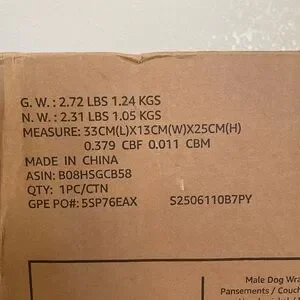 G. W. : 2.72 LBS 1.24 KGS
N. W. : 2.31 LBS 1.05 KGS
MEASURE: 33CM(L)X13CM(W)X25CM(H)
0.379 CBF 0.011 CBM
MADE IN CHINA
ASIN: B08HSGCB58
QTY: 1PC/CTN
GPE PO#: 5SP76EAX S2506110B7PY
Male Dog Wra
Pansements / Couch